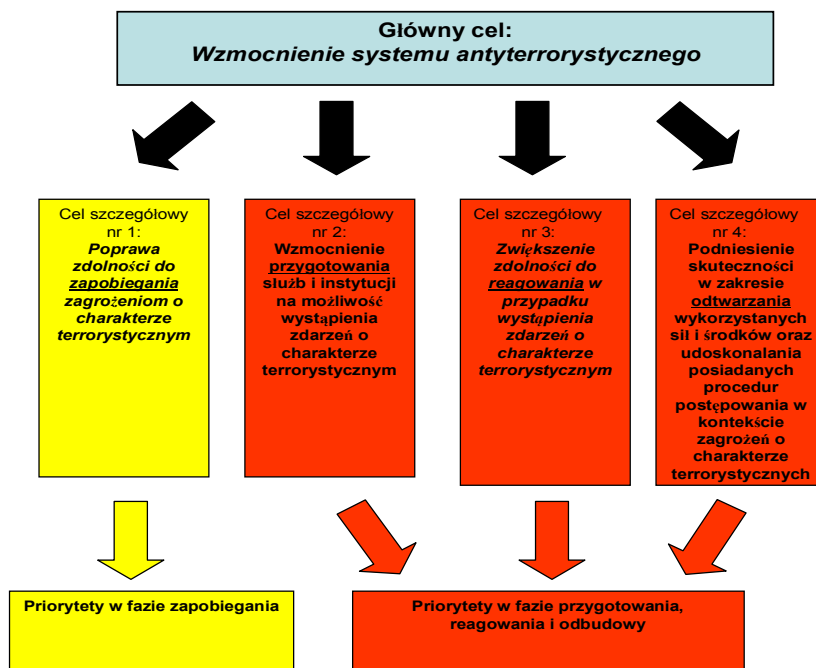 Główny cel:
Wzmocnienie systemu antyterrorystycznego
Cel szczegółowy
nr 1:
Poprawa
zdolności do
zapobiegania
zagrożeniom o
charakterze
terrorystycznym
Cel szczegółowy
nr 2:
Wzmocnienie
przygotowania
służb i instytucji
na możliwość
wystąpienia
zdarzeń o
charakterze
terrorystycznym
Cel szczegółowy
nr 3:
Zwiększenie
zdolności do
reagowania w
przypadku
wystąpienia
zdarzeń o
charakterze
terrorystycznym
Cel szczegółowy
nr 4:
Podniesienie
skuteczności
w zakresie
odtwarzania
wykorzystanych
sił i środków oraz
udoskonalania
posiadanych
procedur
postępowania w
kontekście
zagrożeń o
charakterze
terrorystycznych
Priorytety w fazie zapobiegania
Priorytety w fazie przygotowania,
reagowania i odbudowy